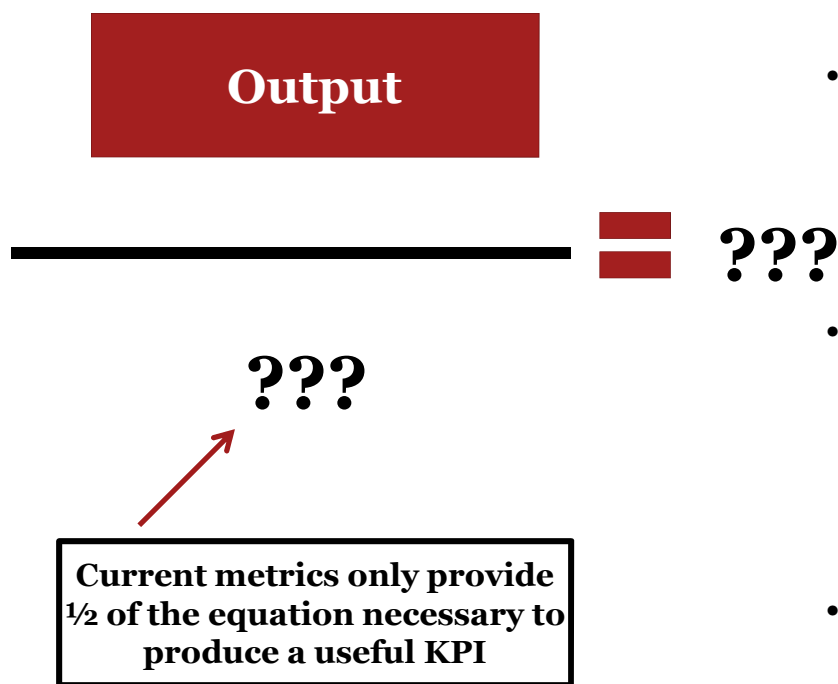 Output
= ???
???
Current metrics only provide
½ of the equation necessary to
produce a useful KPI